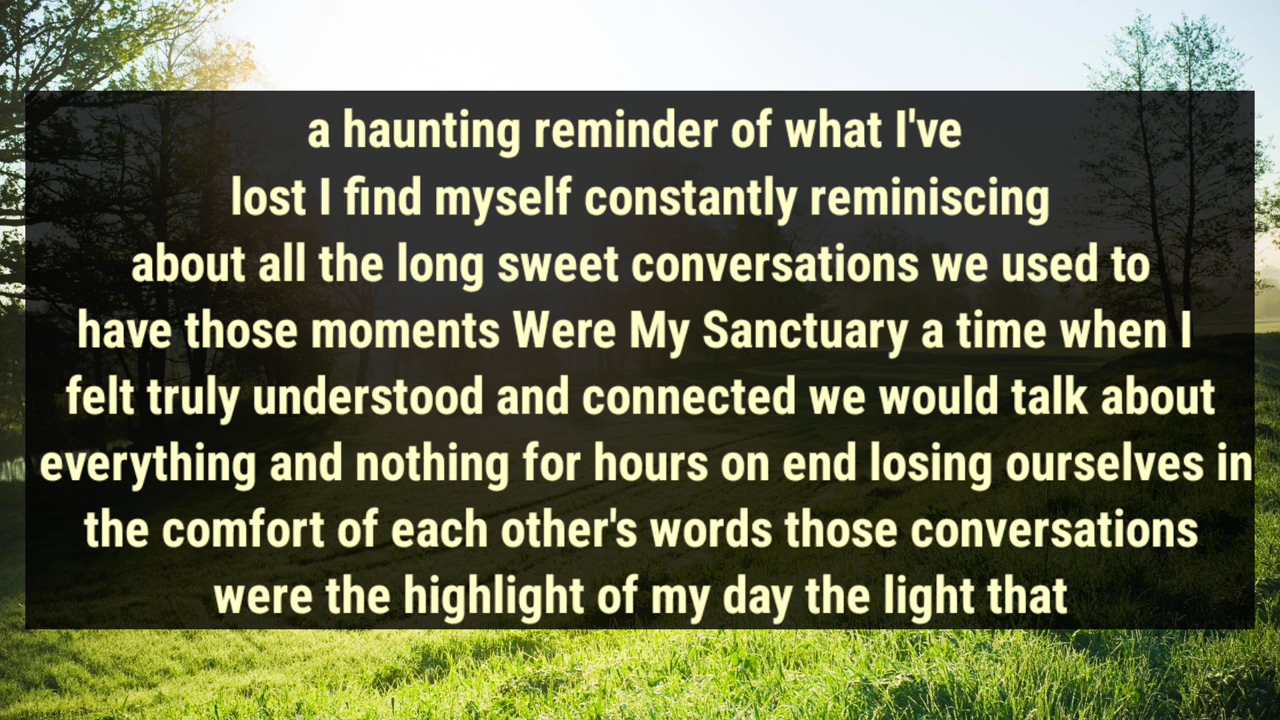 a haunting reminder of what I've
lost I find myself constantly reminiscing
about all the long sweet conversations we used to
have those moments Were My Sanctuary a time when I
felt truly understood and connected we would talk about
everything and nothing for hours on end losing ourselves in
the comfort of each other's words those conversations
were the highlight of my day the light that